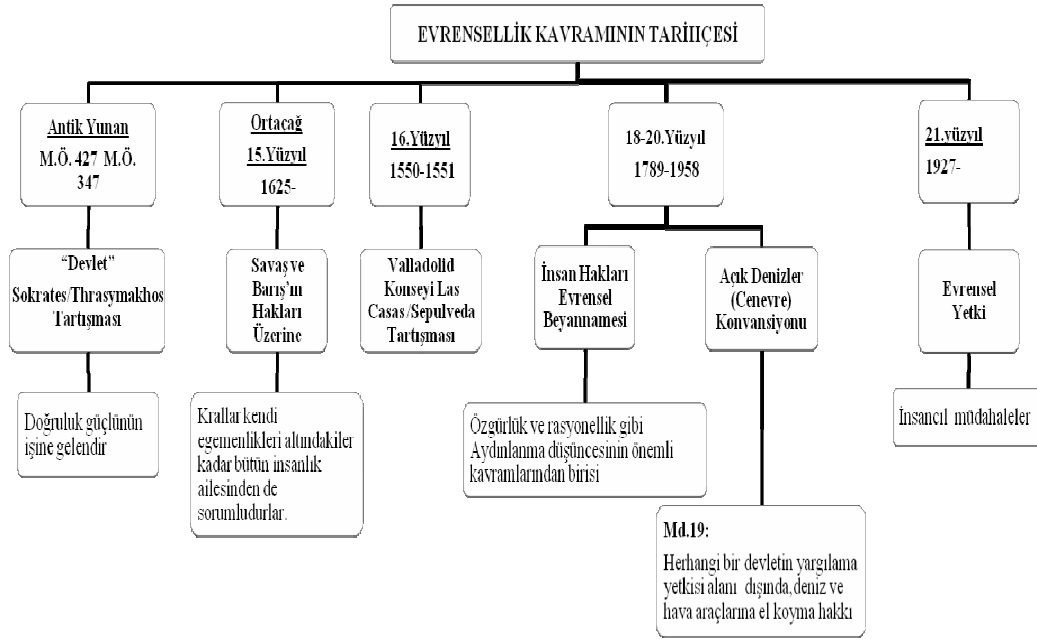 EVRENSELLİK KAVRAMININ TARİHÇESİ
Antik Yunan
M.Ö. 427 M.Ö.
347
Ortacağ
15.Yüzyıl
1625-
16.Yüzyıl
1550-1551
18-20.Yüzyıl
1789-1958
21.yüzyıl
1927-
“Devlet”
Sokrates/Thrasymakhos
Tartışması
Savaş ve
Barış’ın
Hakları
Üzerine
Valladolid
Konseyi Las
Casas/Sepulveda
Tartışması
İnsan Hakları
Evrensel
Beyannamesi
Açık Denizler
(Cenevre)
Konvansiyonu
Evrensel
Yetki
Doğruluk güçlünün
işine gelendir
Krallar kendi
egemenlikleri altındakiler
kadar bütün insanlık
ailesinden de
sorumludurlar.
Özgürlük ve rasyonellik gibi
Aydınlanma düşüncesinin önemli
kavramlarından birisi
İnsancıl müdahaleler
Md.19:
Herhangi bir devletin yargılama
yetkisi alanı dışında,deniz ve
hava araçlarına el koyma hakkı